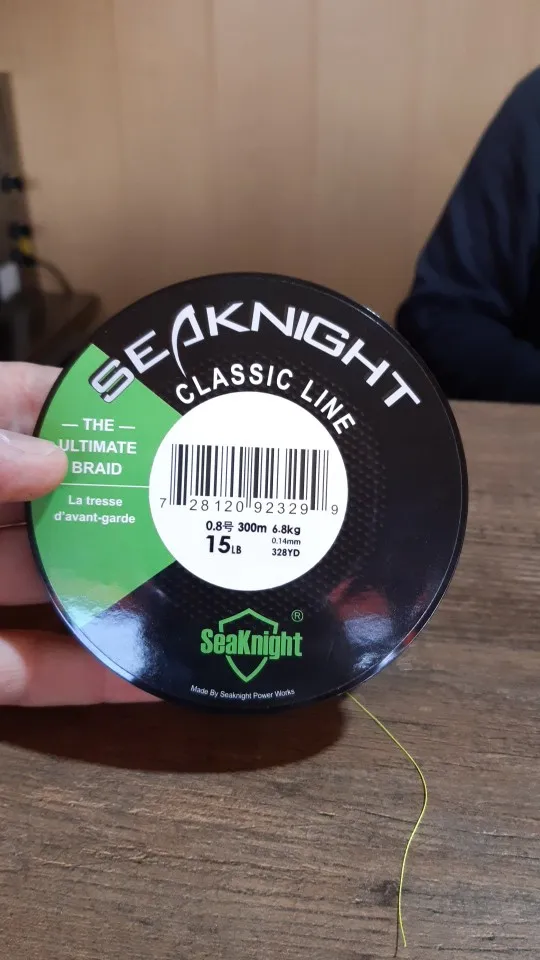 SEAKNIGHT
CLASSIC LINE
— THE —
ULTIMATE
BRAID
La tresse
d'avant-garde
7 28120 92329 9
0.8号 300m 6.8kg
15LB 0.14mm
328YD
SeaKnight®
Made By Seaknight Power Works